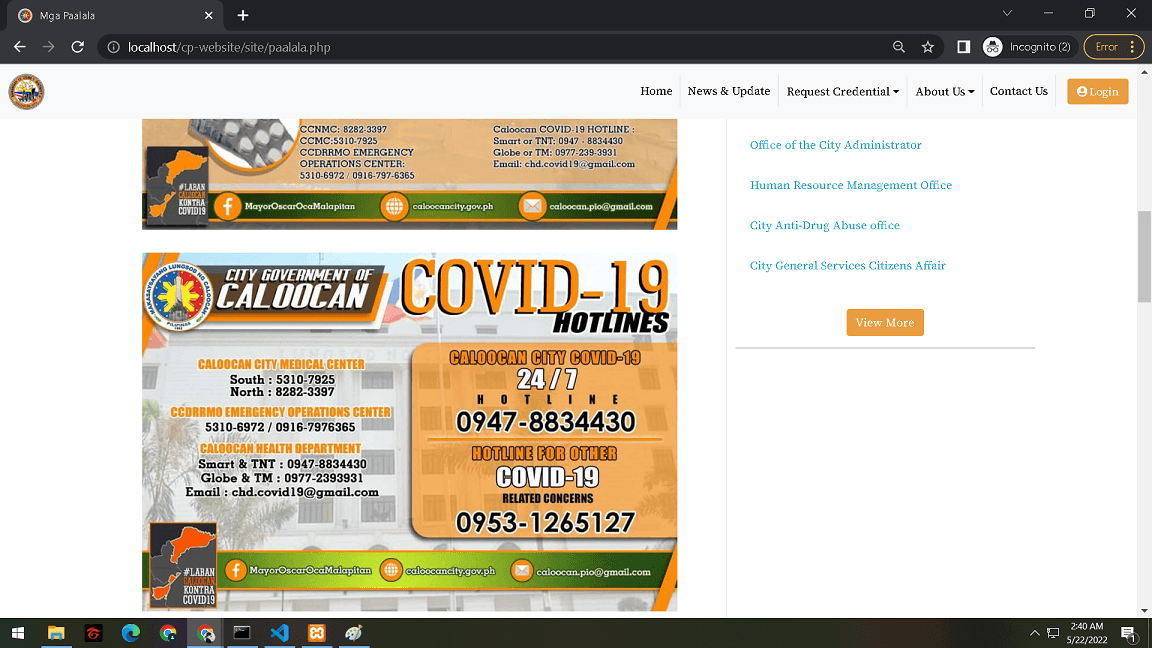 Mga Paalala
localhost/cp-website/site/paalala.php
Incognito (2)
Error
Home
News & Update
Request Credential
About Us
Contact Us
Login
CCNMC: 8282-3397
CCMC:5310-7925
CCDRRMO EMERGENCY
OPERATIONS CENTER:
5310-6972 / 0916-797-6365
Caloocan COVID-19 HOTLINE :
Smart or TNT: 0947 - 8834430
Globe or TM: 0977-239-3931
Email: chd.covid19@gmail.com
#LABAN
CALOOCAN
KONTRA
COVID19
MayorOscarOcaMalapitan
caloocancity.gov.ph
caloocan.pio@gmail.com
Office of the City Administrator
Human Resource Management Office
City Anti-Drug Abuse office
City General Services Citizens Affair
View More
MAKASAYSAYANG LUNGSOD NG CALOOCAN
PILIPINAS
CITY GOVERNMENT OF
CALOOCAN
COVID-19
HOTLINES
CALOOCAN CITY MEDICAL CENTER
South : 5310-7925
North : 8282-3397
CCDRRMO EMERGENCY OPERATIONS CENTER
5310-6972 / 0916-7976365
CALOOCAN HEALTH DEPARTMENT
Smart & TNT : 0947-8834430
Globe & TM : 0977-2393931
Email : chd.covid19@gmail.com
CALOOCAN CITY COVID-19
24 / 7
HOTLINE
0947-8834430
HOTLINE FOR OTHER
COVID-19
RELATED CONCERNS
0953-1265127
#LABAN
CALOOCAN
KONTRA
COVID19
MayorOscarOcaMalapitan
caloocancity.gov.ph
caloocan.pio@gmail.com
2:40 AM
5/22/2022
1